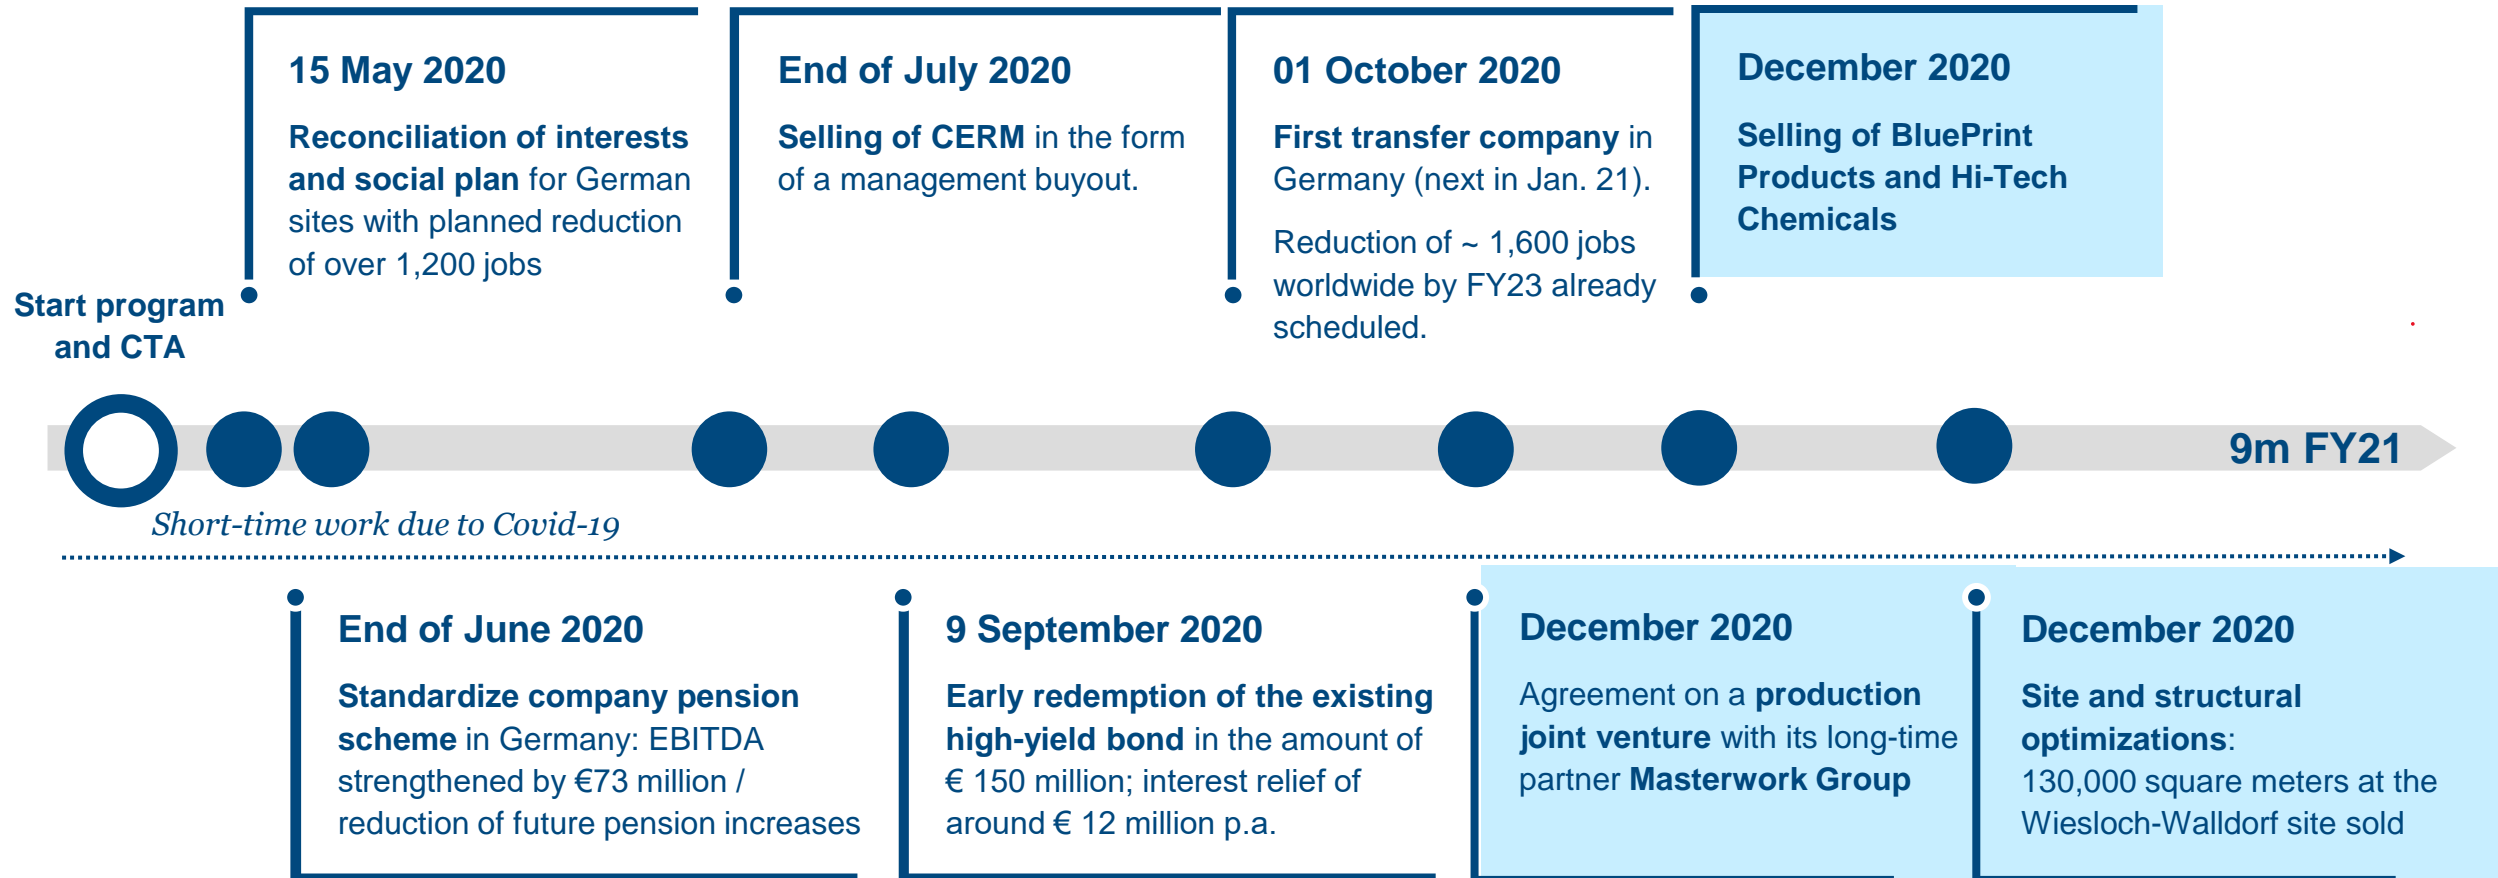 15 May 2020
Reconciliation of interests
and social plan for German
sites with planned reduction
of over 1,200 jobs
End of July 2020
Selling of CERM in the form
of a management buyout.
01 October 2020
First transfer company in
Germany (next in Jan. 21).
Reduction of ~ 1,600 jobs
worldwide by FY23 already
scheduled.
December 2020
Selling of BluePrint
Products and Hi-Tech
Chemicals
Start program
and CTA
9m FY21
Short-time work due to Covid-19
End of June 2020
Standardize company pension
scheme in Germany: EBITDA
strengthened by €73 million /
reduction of future pension increases
9 September 2020
Early redemption of the existing
high-yield bond in the amount of
€ 150 million; interest relief of
around € 12 million p.a.
December 2020
Agreement on a production
joint venture with its long-time
partner Masterwork Group
December 2020
Site and structural
optimizations:
130,000 square meters at the
Wiesloch-Walldorf site sold